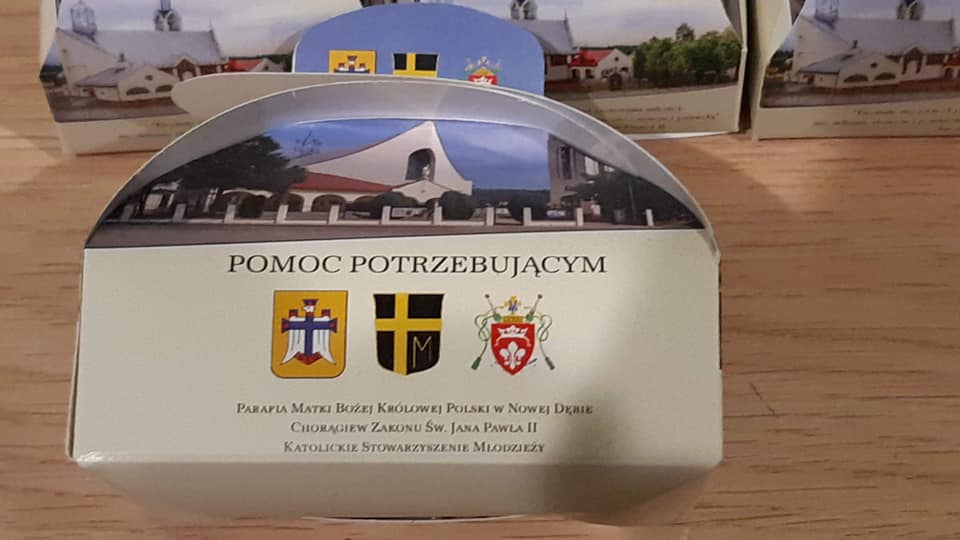 POMOC POTRZEBUJĄCYM
M
PARAFIA MATKI BOŻEJ KRÓLOWEJ POLSKI W NOWEJ DĘBIE
CHORĄGIEW ZAKONU ŚW. JANA PAWŁA II
KATOLICKIE STOWARZYSZENIE MŁODZIEŻY